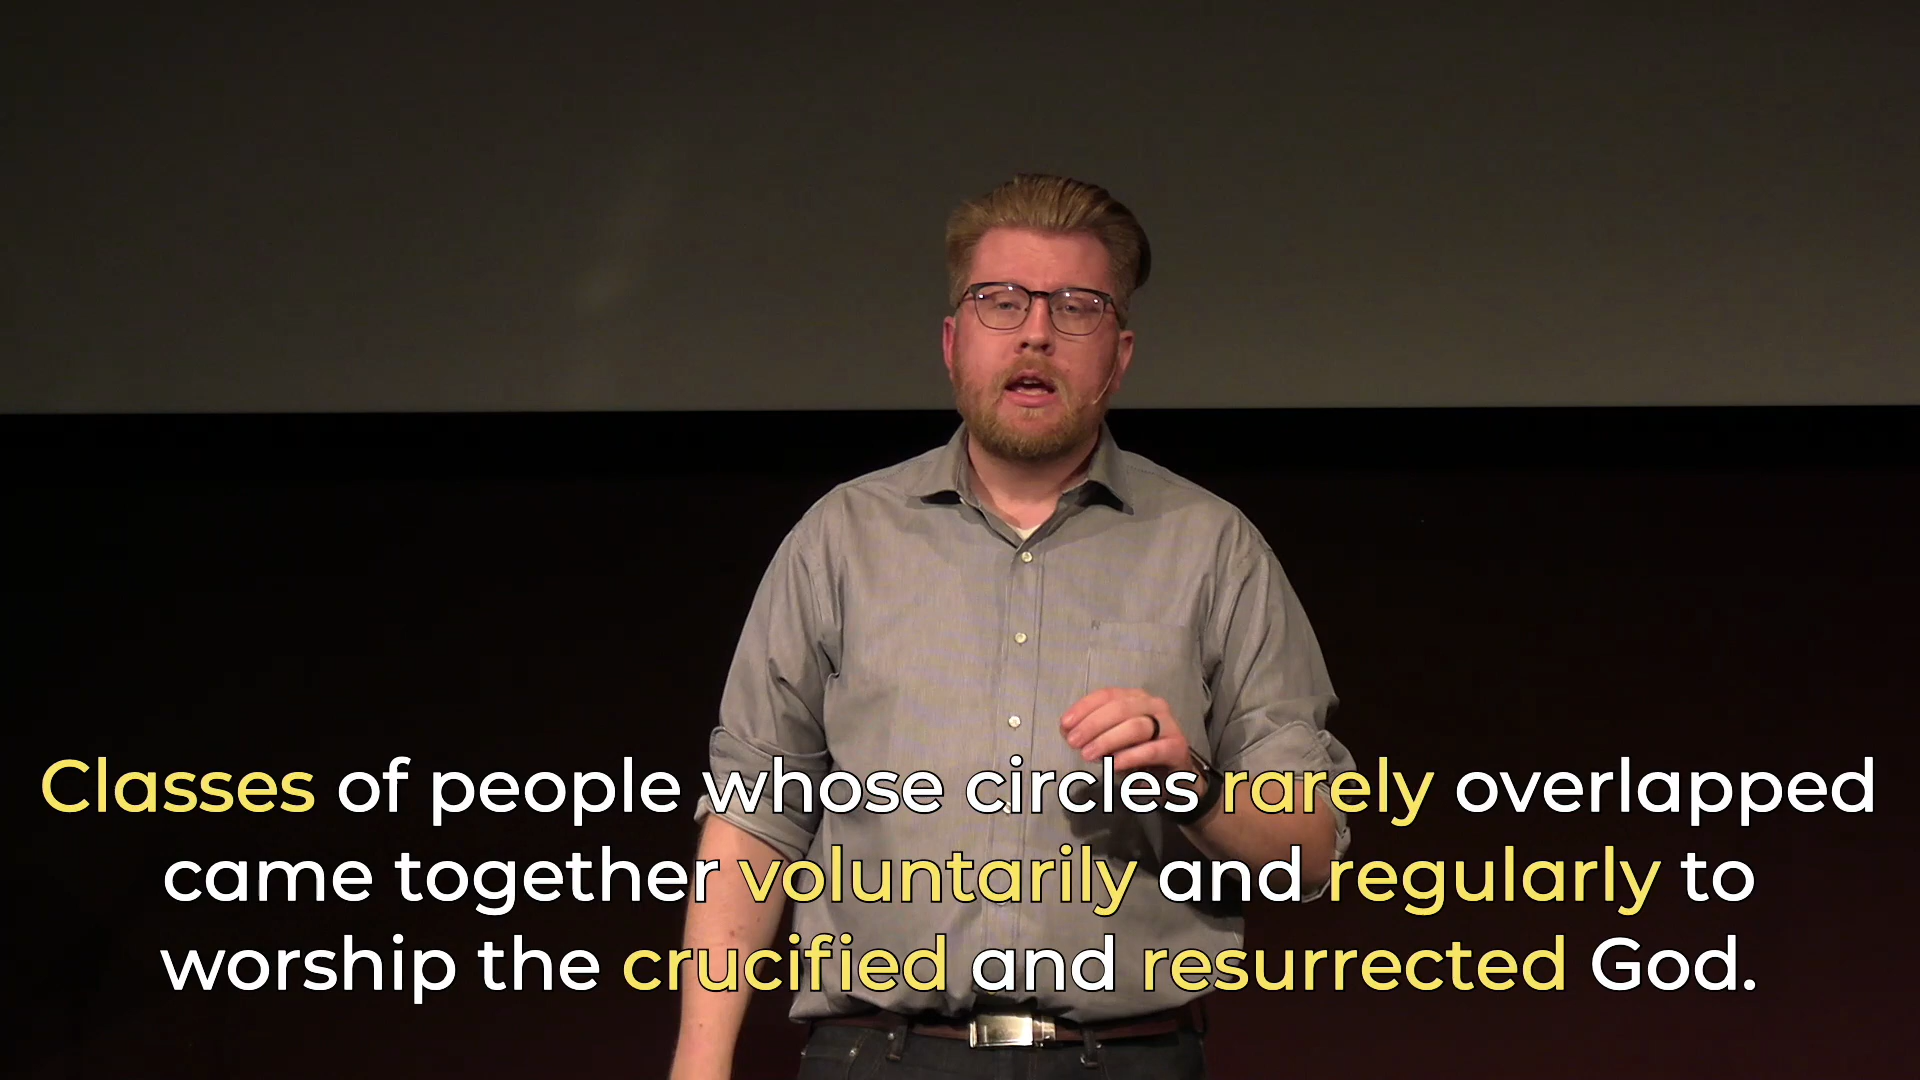 Classes of people whose circles rarely overlapped
came together voluntarily and regularly to
worship the crucified and resurrected God.